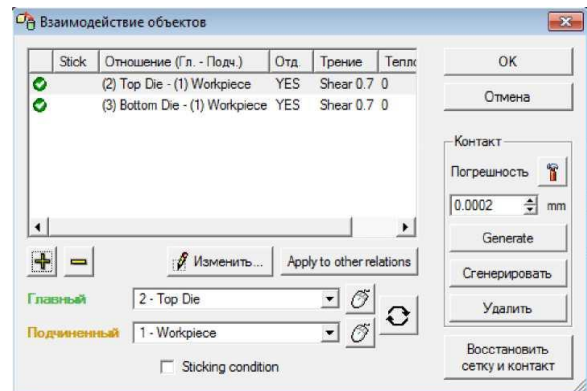 Взаимодействие объектов
Stick Отношение (Гл. - Подч.) Отд Трение Тепло
(2) Top Die - (1) Workpiece YES Shear 0.7 0
(3) Bottom Die - (1) Workpiece YES Shear 0.7 0
OK
Отмена
Контакт
Погрешность
0.0002 mm
Generate
Сгенерировать
Удалить
Восстановить
сетку и контакт
Изменить... Apply to other relations
Главный 2 - Top Die
Подчиненный 1 - Workpiece
Sticking condition